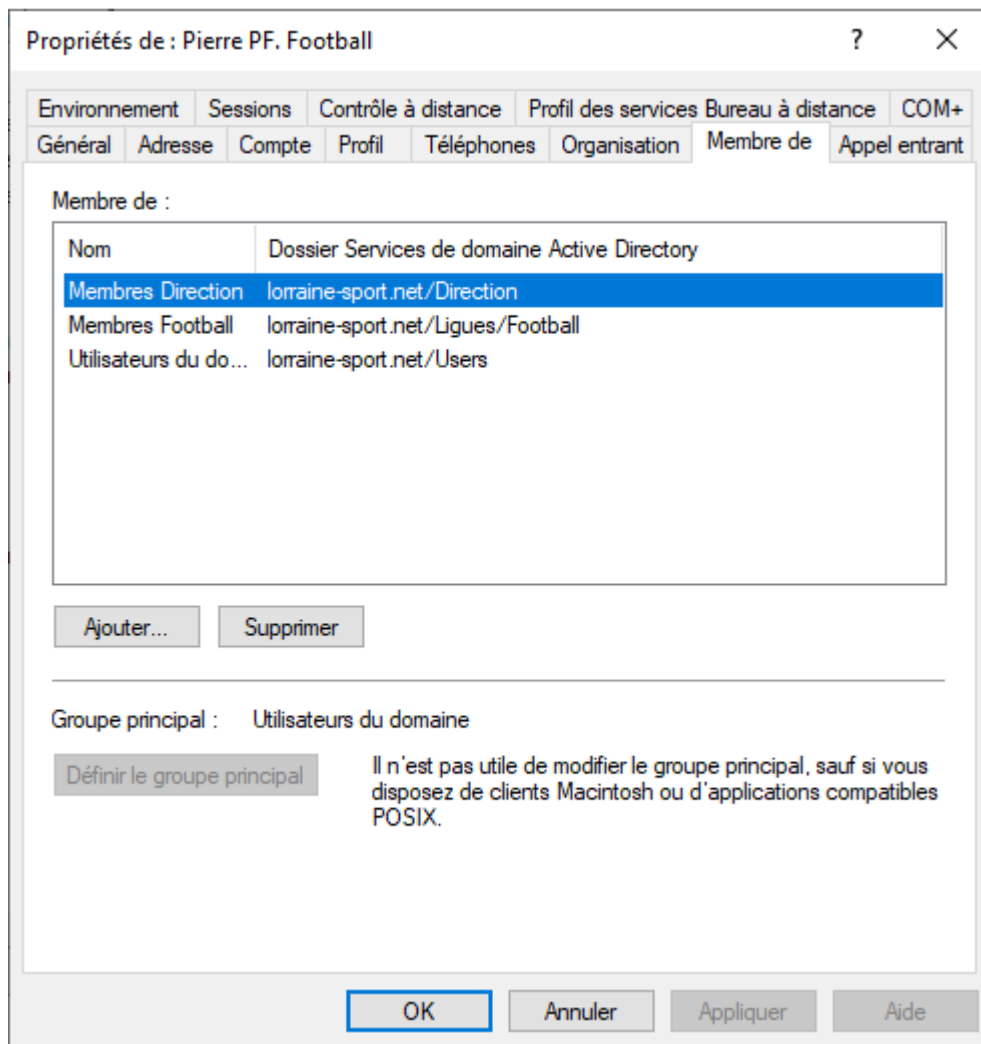 Propriétés de : Pierre PF. Football ?
Environnement Sessions Contrôle à distance Profil des services Bureau à distance COM+
Général Adresse Compte Profil Téléphones Organisation Membre de Appel entrant
Membre de :
Nom Dossier Services de domaine Active Directory
Membres Direction lorraine-sport.net/Direction
Membres Football lorraine-sport.net/Ligues/Football
Utilisateurs du do... lorraine-sport.net/Users
Ajouter... Supprimer
Groupe principal : Utilisateurs du domaine
Définir le groupe principal
Il n'est pas utile de modifier le groupe principal, sauf si vous
disposez de clients Macintosh ou d'applications compatibles
POSIX.
OK Annuler Appliquer Aide